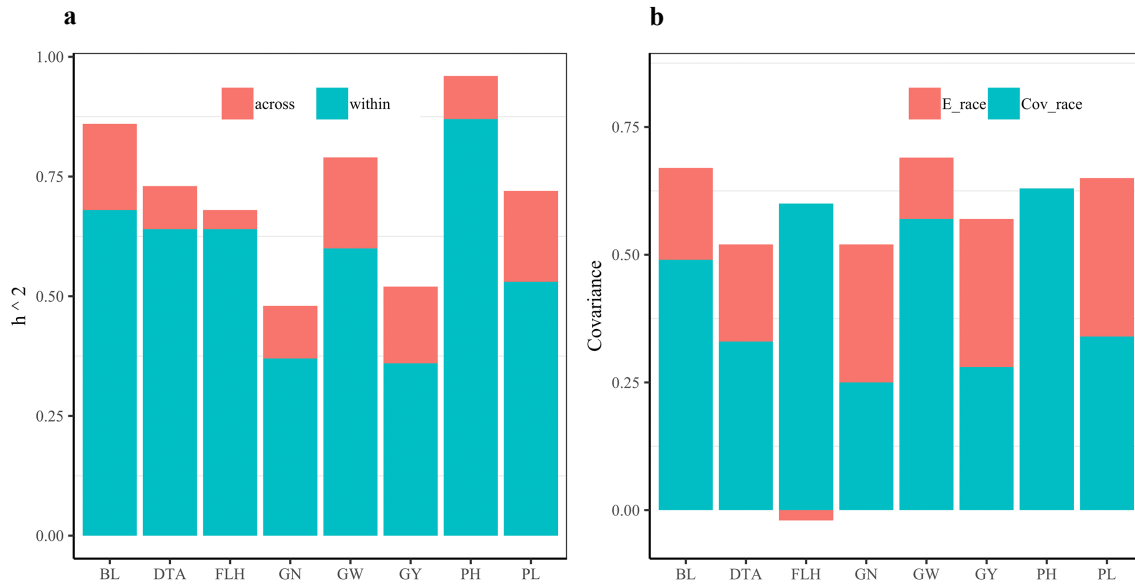 a
h ^ 2
1.00
0.75
0.50
0.25
0.00
across within
BL DTA FLH GN GW GY PH PL
b
Covariance
0.75
0.50
0.25
0.00
E_race Cov_race
BL DTA FLH GN GW GY PH PL